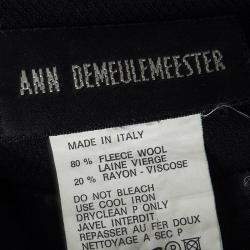 ANN DEMEULEMEESTER
MADE IN ITALY
80 % FLEECE WOOL
LAINE VIERGE
20 % RAYON - VISCOSE
DO NOT BLEACH
USE COOL IRON
DRYCLEAN P ONLY
JAVEL INTERDIT
REPASSER AU FER DOUX
NETTOYAGE A SEC P